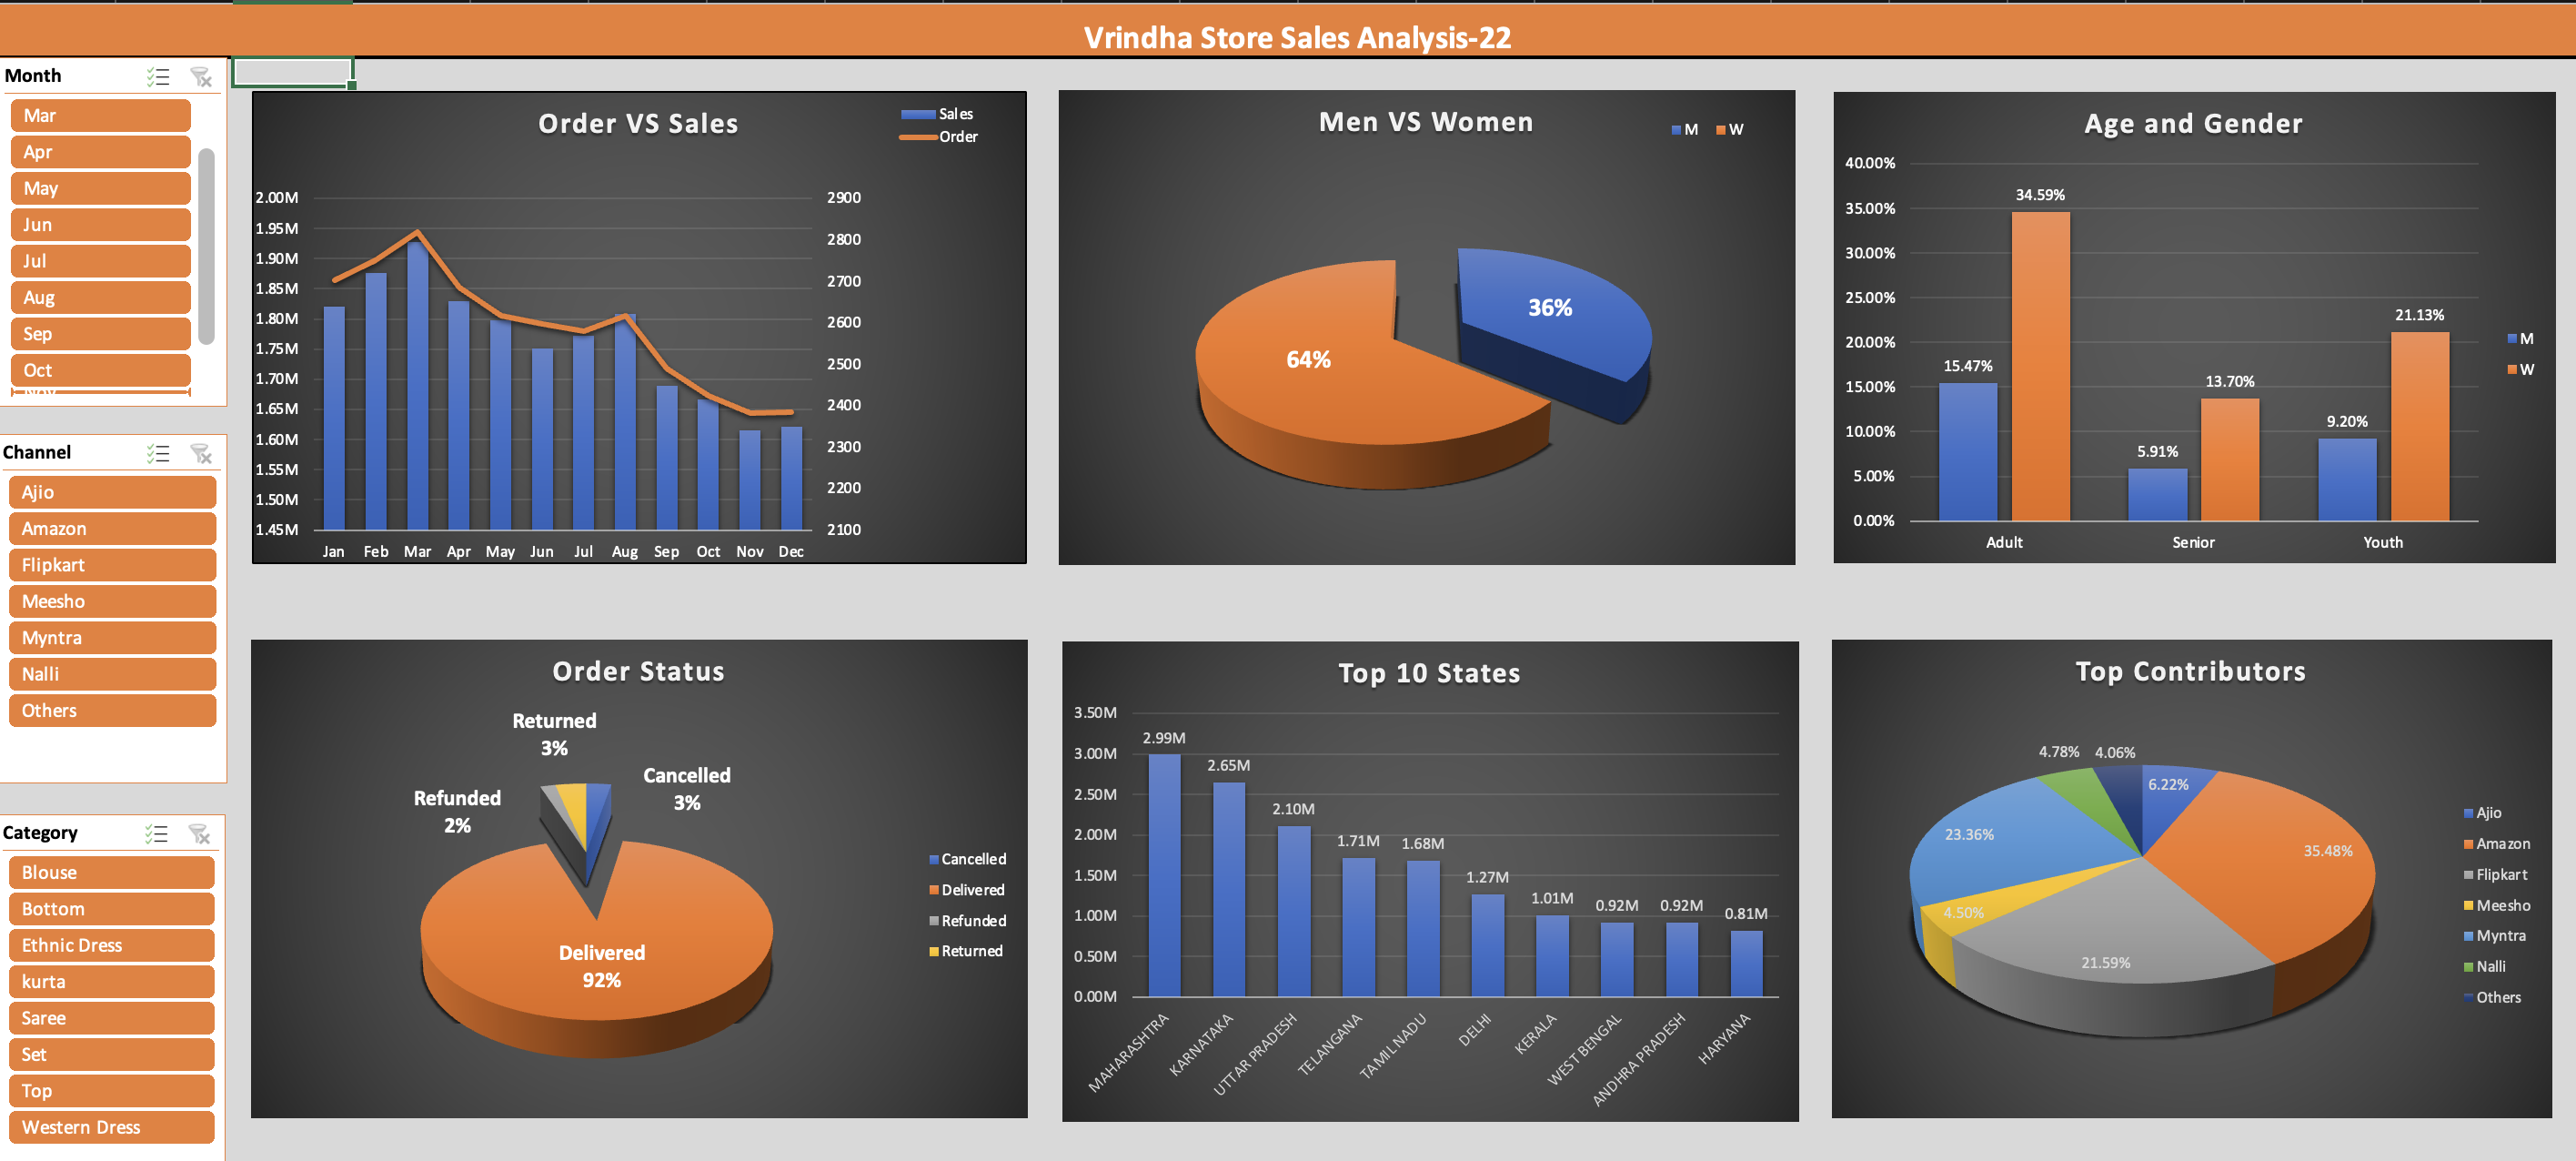 Vrindha Store Sales Analysis-22
Month
Mar
Apr
May
Jun
Jul
Aug
Sep
Oct
Nov
Channel
Ajio
Amazon
Flipkart
Meesho
Myntra
Nalli
Others
Category
Blouse
Bottom
Ethnic Dress
kurta
Saree
Set
Top
Western Dress
Order VS Sales
Sales
Order
2.00M
1.95M
1.90M
1.85M
1.80M
1.75M
1.70M
1.65M
1.60M
1.55M
1.50M
1.45M
2900
2800
2700
2600
2500
2400
2300
2200
2100
Jan Feb Mar Apr May Jun Jul Aug Sep Oct Nov Dec
Men VS Women
M W
36%
64%
Age and Gender
40.00%
35.00%
30.00%
25.00%
20.00%
15.00%
10.00%
5.00%
0.00%
34.59%
15.47%
5.91%
13.70%
9.20%
21.13%
Adult Senior Youth
M
W
Order Status
Returned
3%
Cancelled
3%
Refunded
2%
Delivered
92%
Cancelled
Delivered
Refunded
Returned
Top 10 States
3.50M
3.00M
2.50M
2.00M
1.50M
1.00M
0.50M
0.00M
2.99M
2.65M
2.10M
1.71M
1.68M
1.27M
1.01M
0.92M
0.92M
0.81M
MAHARASHTRA
KARNATAKA
UTTAR PRADESH
TELANGANA
TAMIL NADU
DELHI
KERALA
WEST BENGAL
ANDHRA PRADESH
HARYANA
Top Contributors
4.78%
4.06%
6.22%
23.36%
35.48%
4.50%
21.59%
Ajio
Amazon
Flipkart
Meesho
Myntra
Nalli
Others